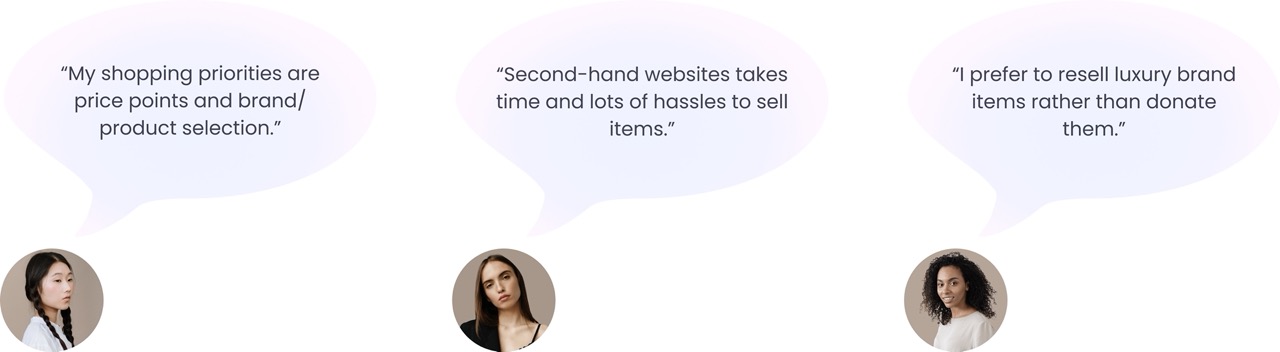 “My shopping priorities are
price points and brand/
product selection.”
“Second-hand websites takes
time and lots of hassles to sell
items.”
“I prefer to resell luxury brand
items rather than donate
them.”